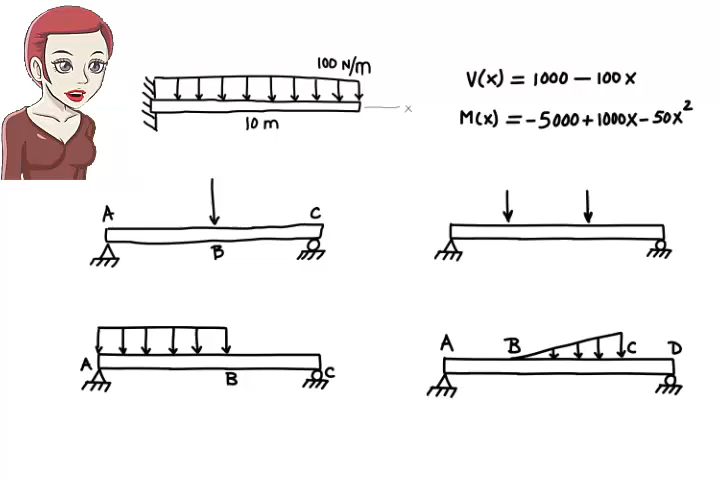 100 N/m
10 m
x
V(x) = 1000 - 100x
M(x) = -5000 + 1000x - 50x²
A C
B
A
B
C
A B C D